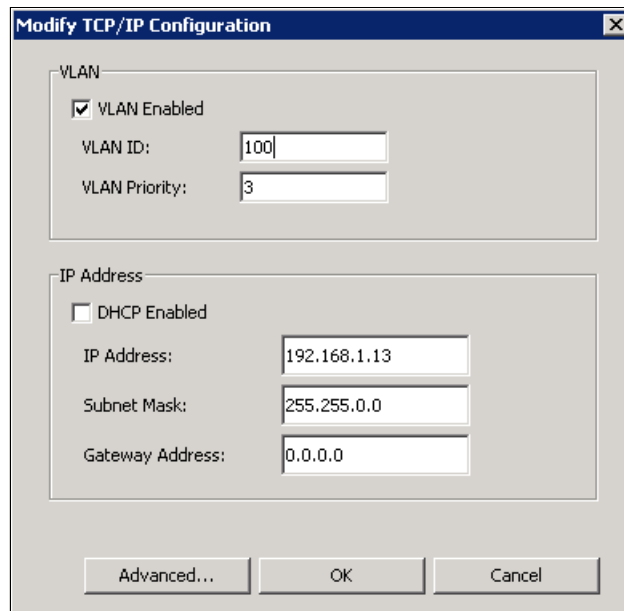 Modify TCP/IP Configuration
VLAN
VLAN Enabled
VLAN ID: 100
VLAN Priority: 3
IP Address
DHCP Enabled
IP Address: 192.168.1.13
Subnet Mask: 255.255.0.0
Gateway Address: 0.0.0.0
Advanced... OK Cancel